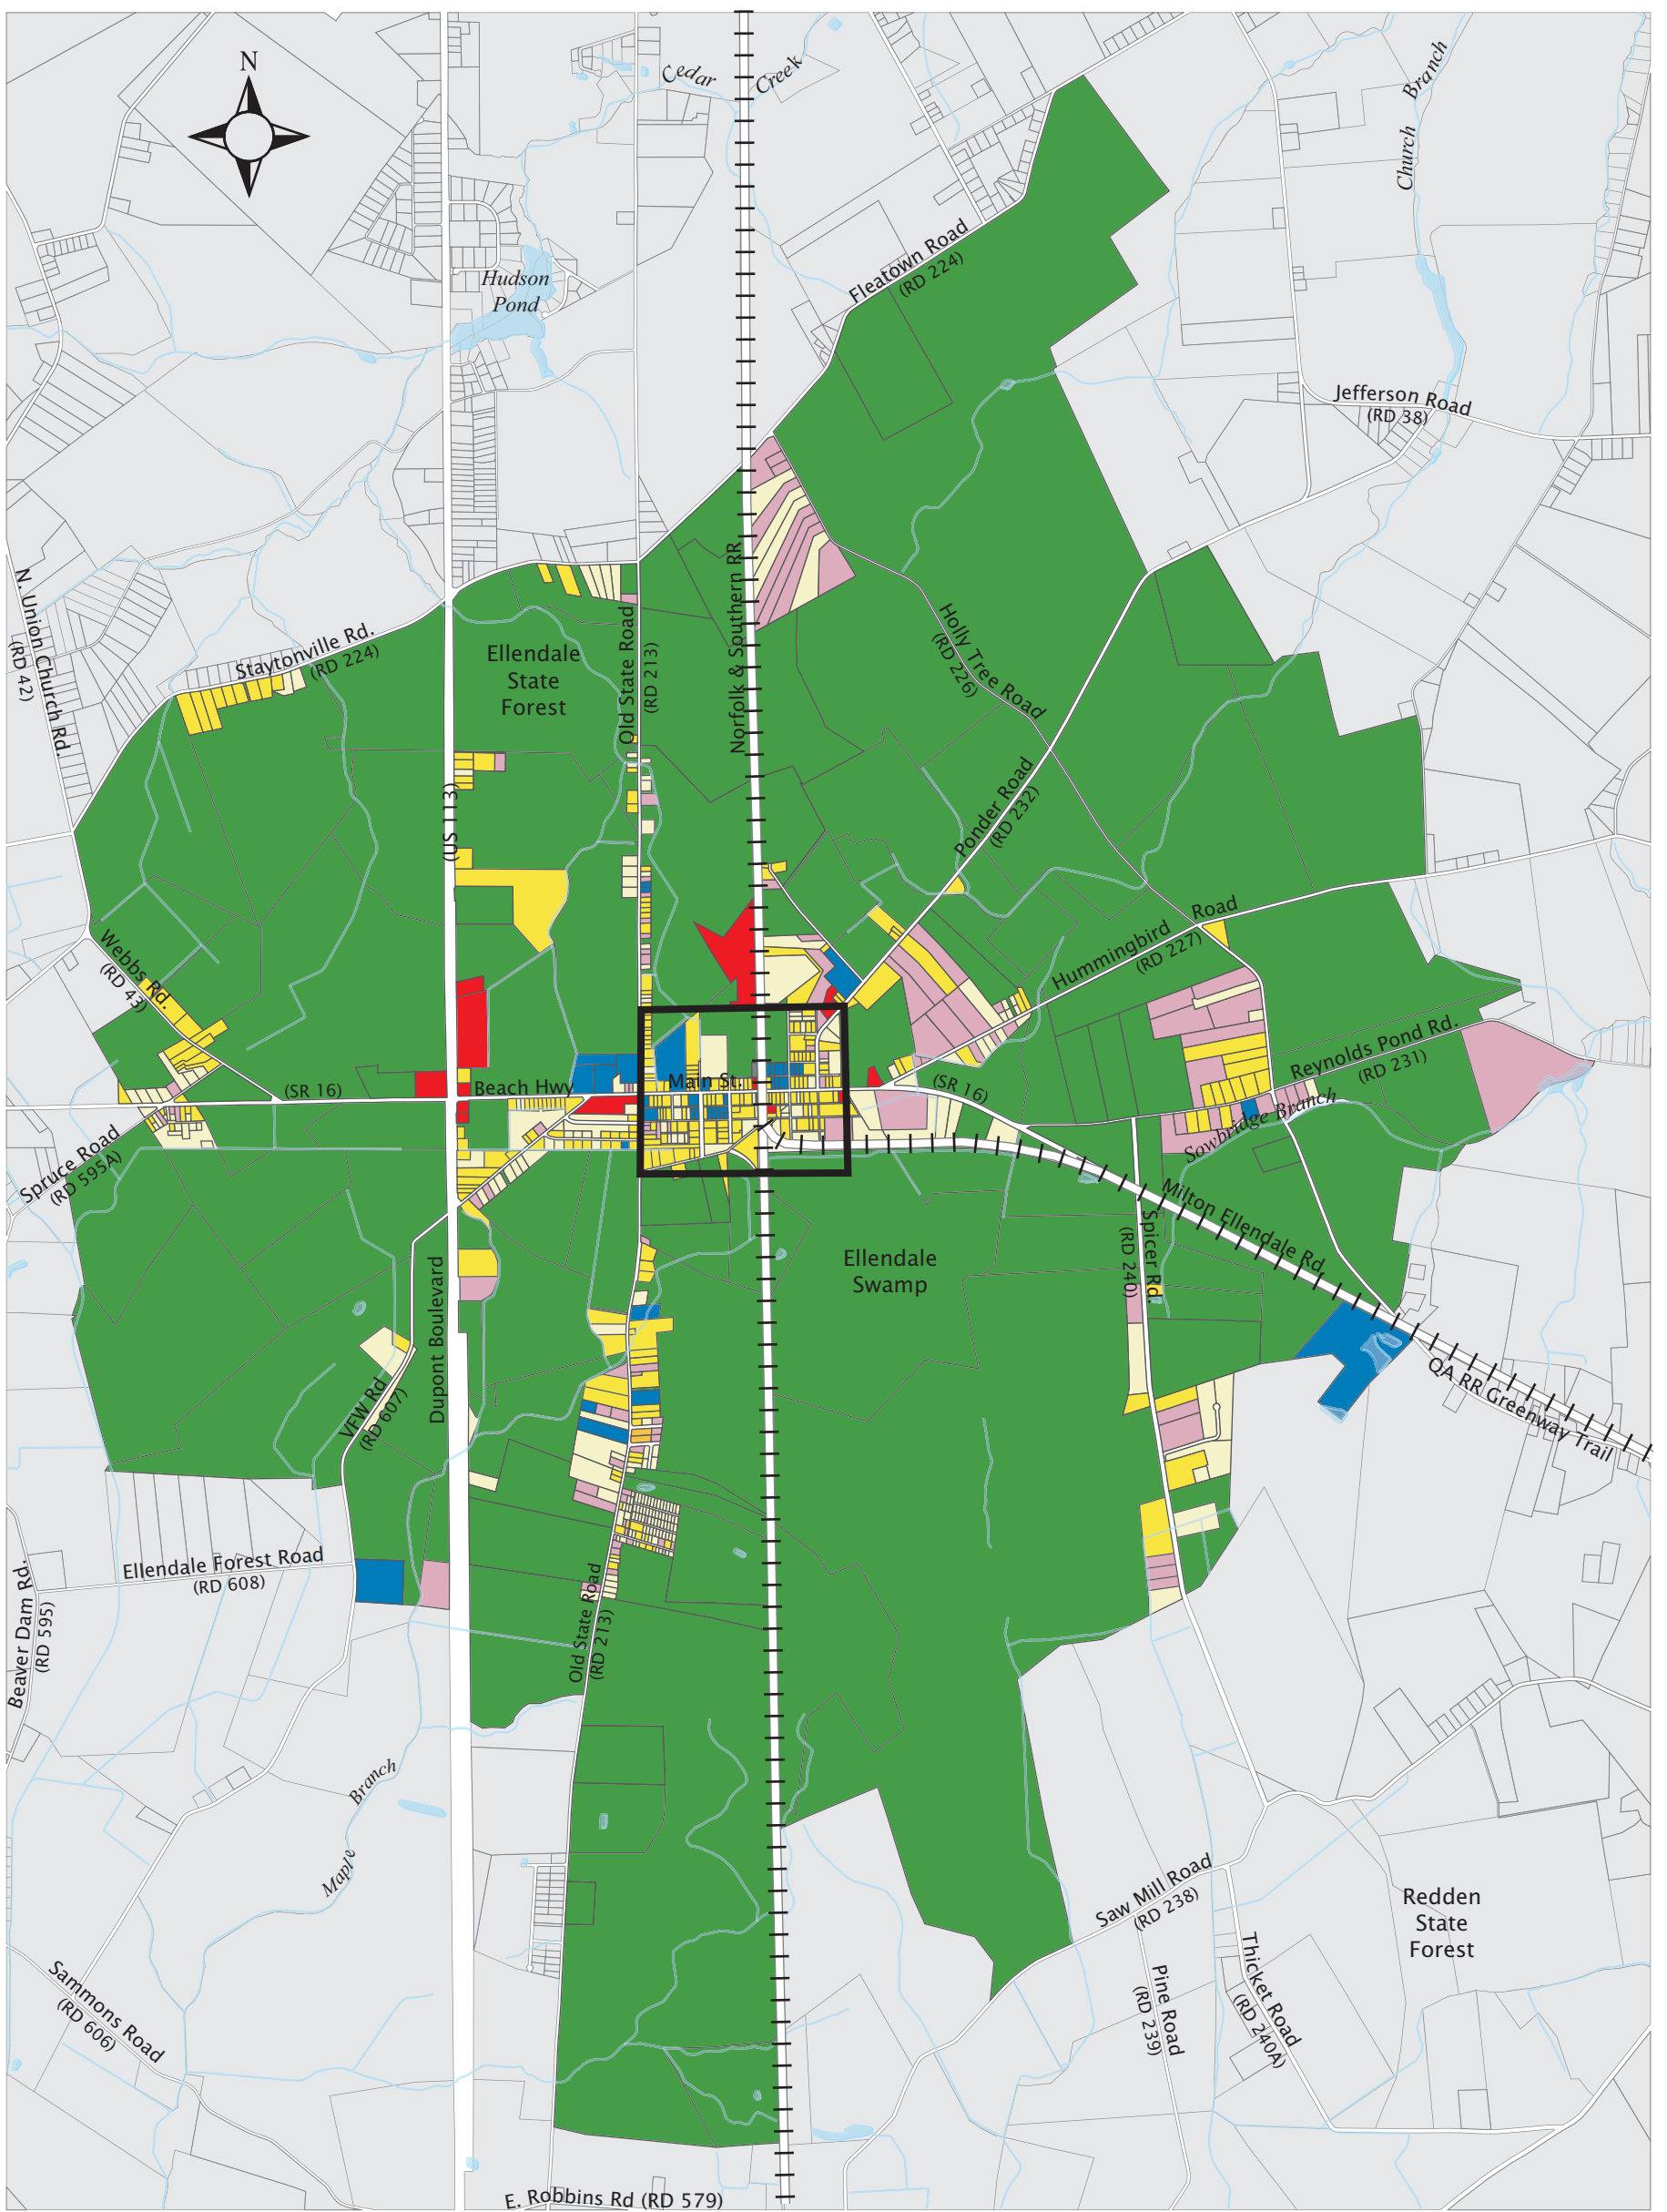 N
Cedar
Creek
Church
Branch
Hudson
Pond
Fleatown Road
(RD 224)
Jefferson Road
(RD 38)
N. Union Church Rd.
(RD 42)
Staytonville Rd.
(RD 224)
Ellendale
State
Forest
Old State Road
(RD 213)
Norfolk & Southern RR
Holly Tree Road
(RD 226)
Ponder Road
(RD 232)
(US 113)
Webbs Rd.
(RD 43)
Hummingbird Road
(RD 227)
Reynolds Pond Rd.
(RD 231)
(SR 16)
Beach Hwy
Main St.
(SR 16)
Sowbridge Branch
Spruce Road
(RD 595A)
Milton Ellendale Rd.
Ellendale
Swamp
Spicer Rd.
(RD 240)
Dupont Boulevard
VFW Rd
(RD 607)
QA RR Greenway Trail
Ellendale Forest Road
(RD 608)
Beaver Dam Rd.
(RD 595)
Old State Road
(RD 213)
Maple
Branch
Saw Mill Road
(RD 238)
Redden
State
Forest
Pine Road
(RD 239)
Thicket Road
(RD 240A)
Sammons Road
(RD 606)
E. Robbins Rd (RD 579)